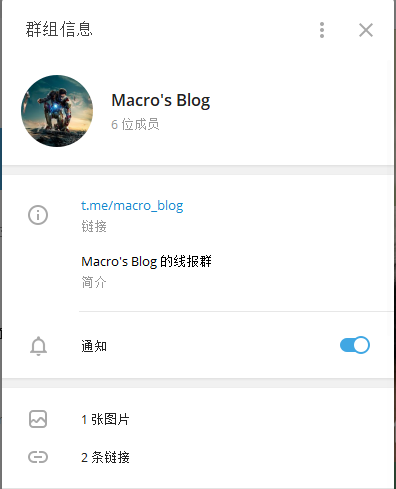 群组信息
Macro's Blog
6 位成员
t.me/macro_blog
链接
Macro's Blog 的线报群
简介
通知
1 张图片
2 条链接